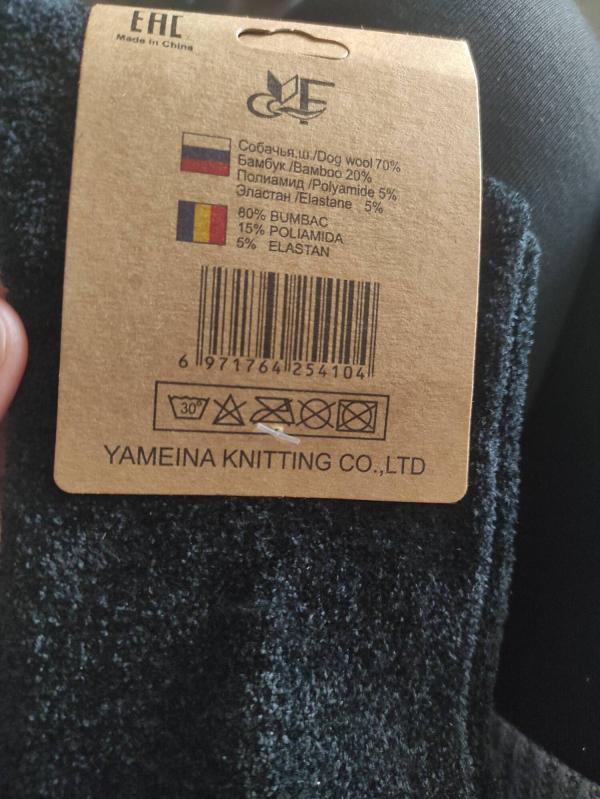 EAC
Made in China
Собачья.ш./Dog wool 70%
Бамбук /Bamboo 20%
Полиамид /Polyamide 5%
Эластан /Elastane 5%
80% BUMBAC
15% POLIAMIDA
5% ELASTAN
6 971764 254104
30°
YAMEINA KNITTING CO.,LTD